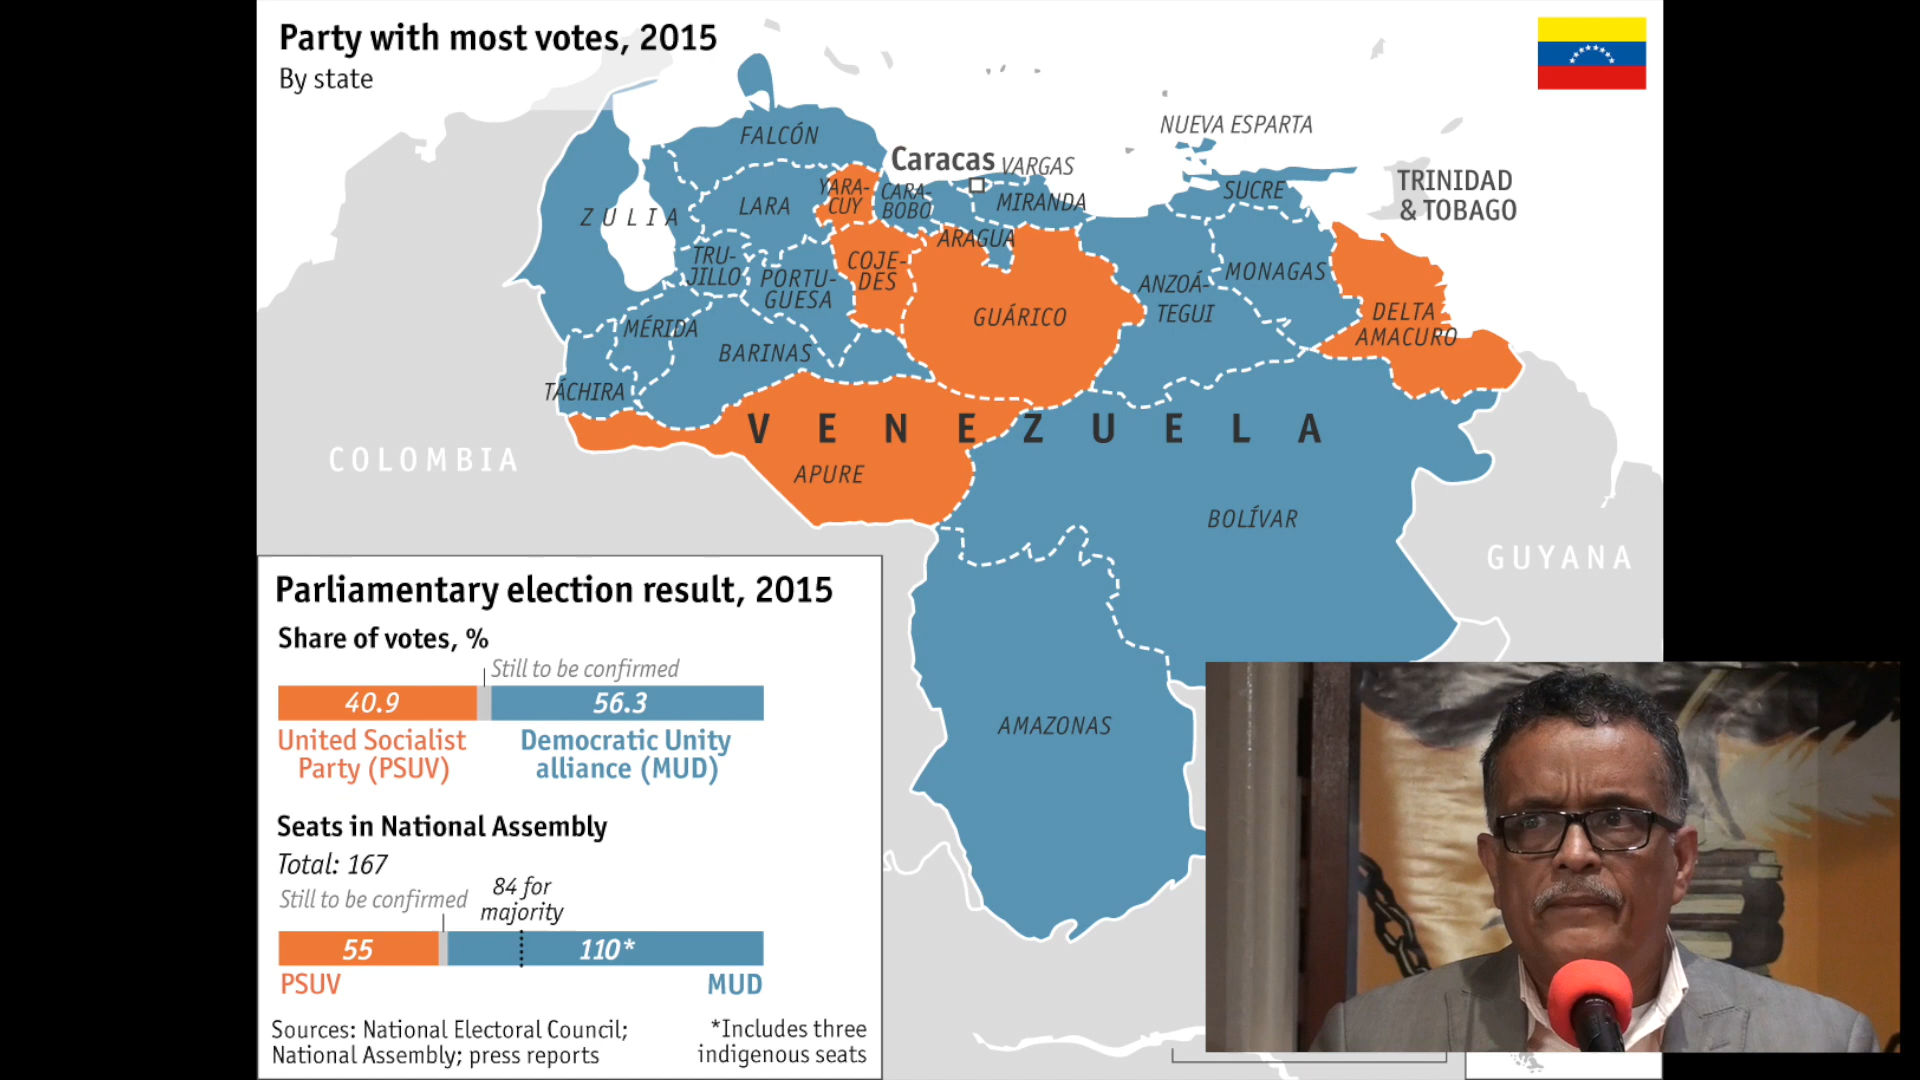 Party with most votes, 2015
By state
FALCÓN
NUEVA ESPARTA
Caracas
VARGAS
TRINIDAD
& TOBAGO
ZULIA
LARA
YARA-
CUY
CARA-
BOBO
MIRANDA
SUCRE
ARAGUA
TRU-
JILLO
PORTU-
GUESA
COJE-
DES
GUÁRICO
ANZOÁ-
TEGUI
MONAGAS
DELTA
AMACURO
MÉRIDA
BARINAS
TÁCHIRA
VENEZUELA
COLOMBIA
APURE
BOLÍVAR
GUYANA
AMAZONAS
Parliamentary election result, 2015
Share of votes, %
Still to be confirmed
40.9
56.3
United Socialist
Party (PSUV)
Democratic Unity
alliance (MUD)
Seats in National Assembly
Total: 167
Still to be confirmed
84 for
majority
55
110*
PSUV
MUD
Sources: National Electoral Council;
National Assembly; press reports
*Includes three
indigenous seats